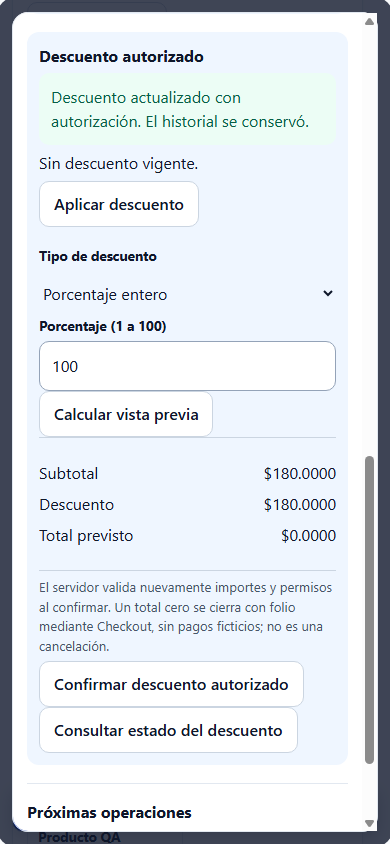 Descuento autorizado
Descuento actualizado con
autorización. El historial se conservó.
Sin descuento vigente.
Aplicar descuento
Tipo de descuento
Porcentaje entero
Porcentaje (1 a 100)
100
Calcular vista previa
Subtotal $180.0000
Descuento $180.0000
Total previsto $0.0000
El servidor valida nuevamente importes y permisos
al confirmar. Un total cero se cierra con folio
mediante Checkout, sin pagos ficticios; no es una
cancelación.
Confirmar descuento autorizado
Consultar estado del descuento
Próximas operaciones
Producto QA